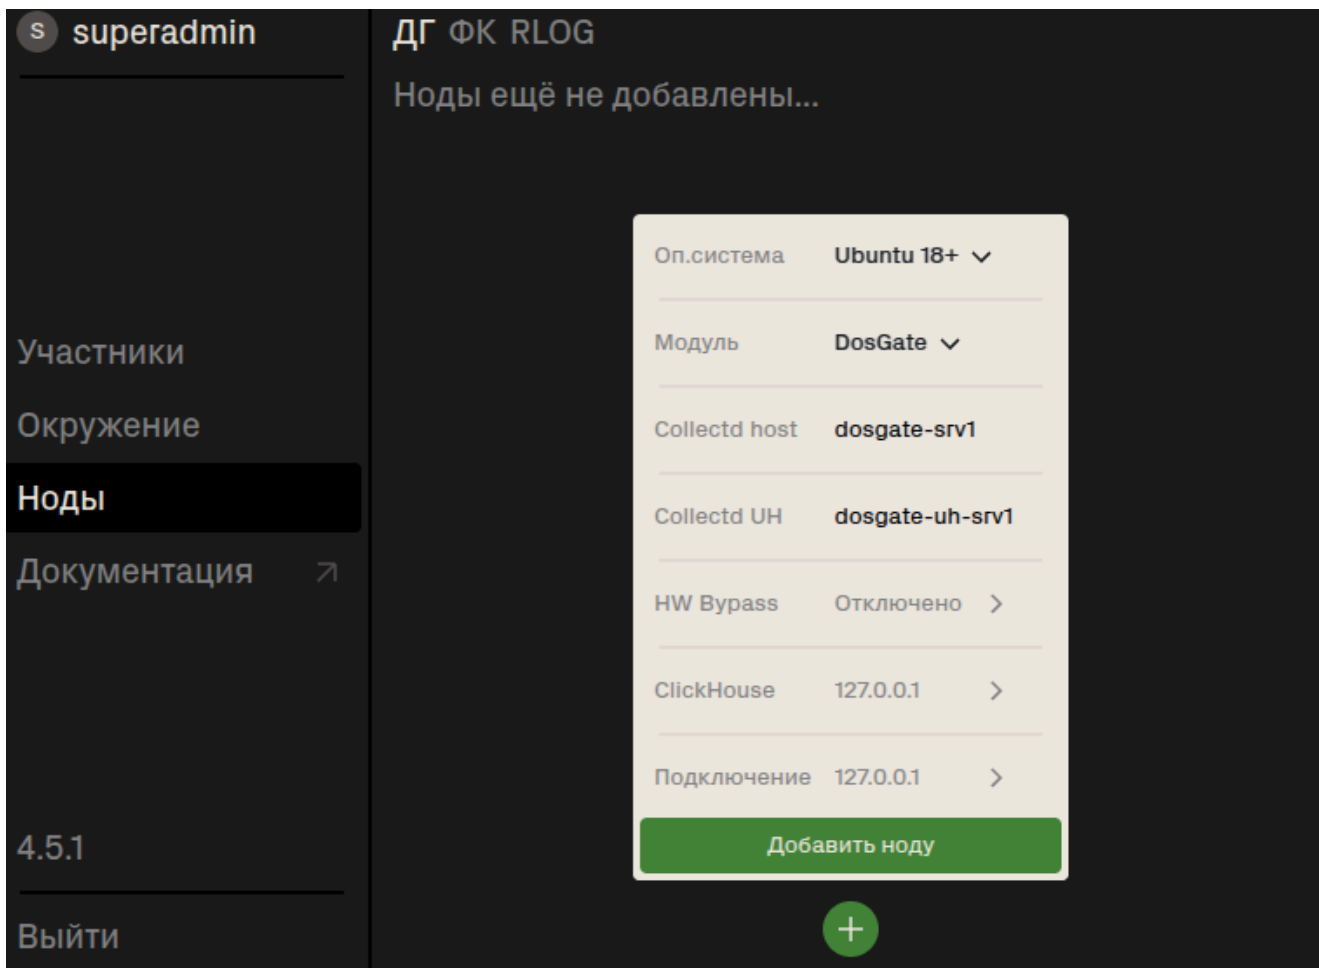 S superadmin
ДГ ФК RLOG
Ноды ещё не добавлены...
Участники
Окружение
Ноды
Документация
4.5.1
Выйти
Оп.система Ubuntu 18+
Модуль DosGate
Collectd host dosgate-srv1
Collectd UH dosgate-uh-srv1
HW Bypass Отключено
ClickHouse 127.0.0.1
Подключение 127.0.0.1
Добавить ноду